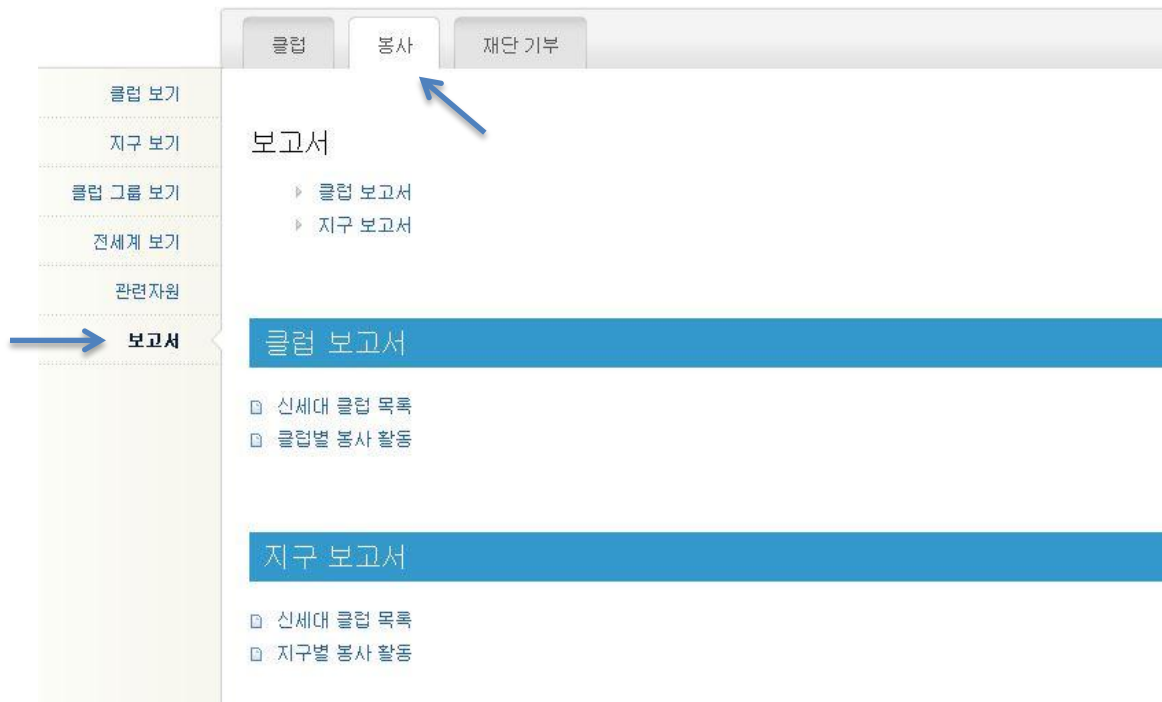 클럽 봉사 재단 기부
클럽 보기
지구 보기
클럽 그룹 보기
전세계 보기
관련자원
보고서
보고서
클럽 보고서
지구 보고서
클럽 보고서
신세대 클럽 목록
클럽별 봉사 활동
지구 보고서
신세대 클럽 목록
지구별 봉사 활동